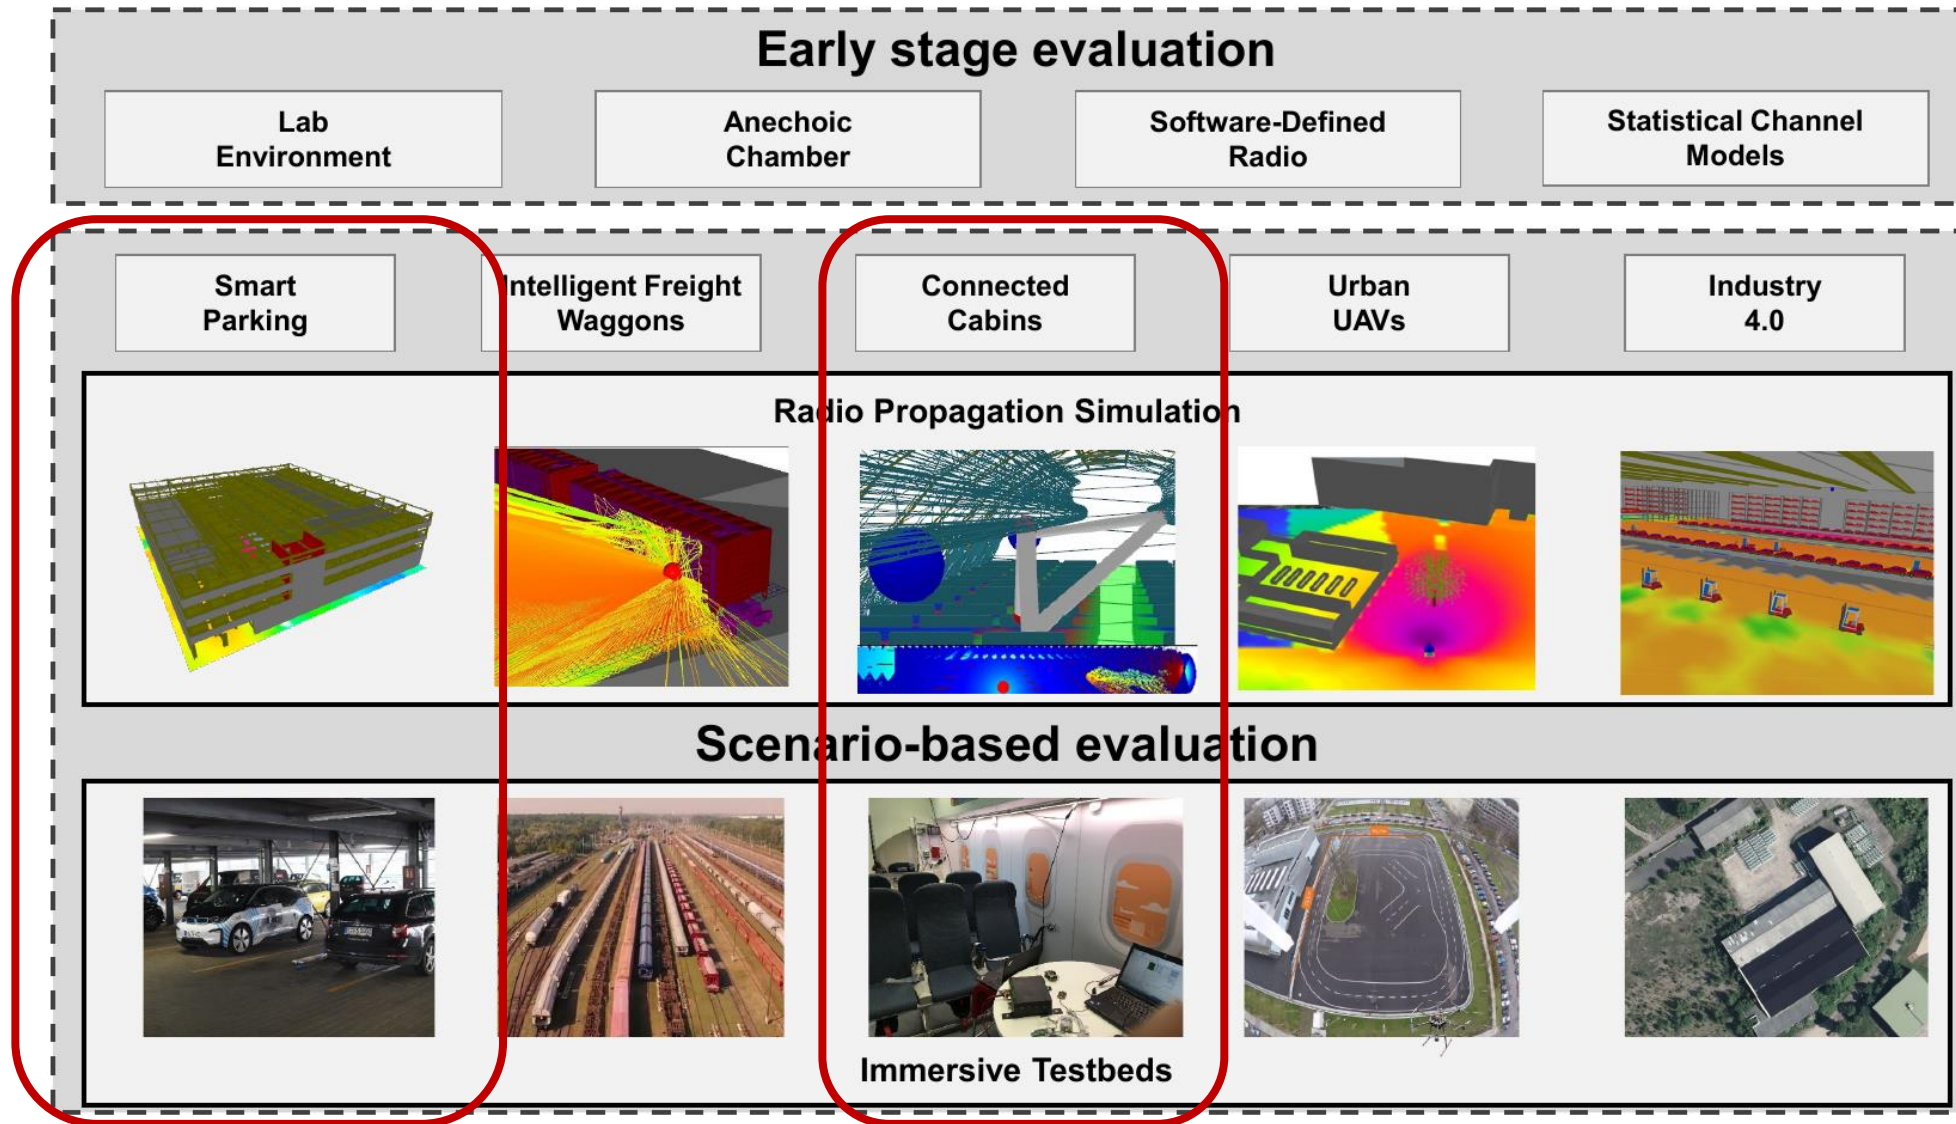 Early stage evaluation
Lab
Environment
Anechoic
Chamber
Software-Defined
Radio
Statistical Channel
Models
Smart
Parking
Intelligent Freight
Waggons
Connected
Cabins
Urban
UAVs
Industry
4.0
Radio Propagation Simulation
Scenario-based evaluation
Immersive Testbeds